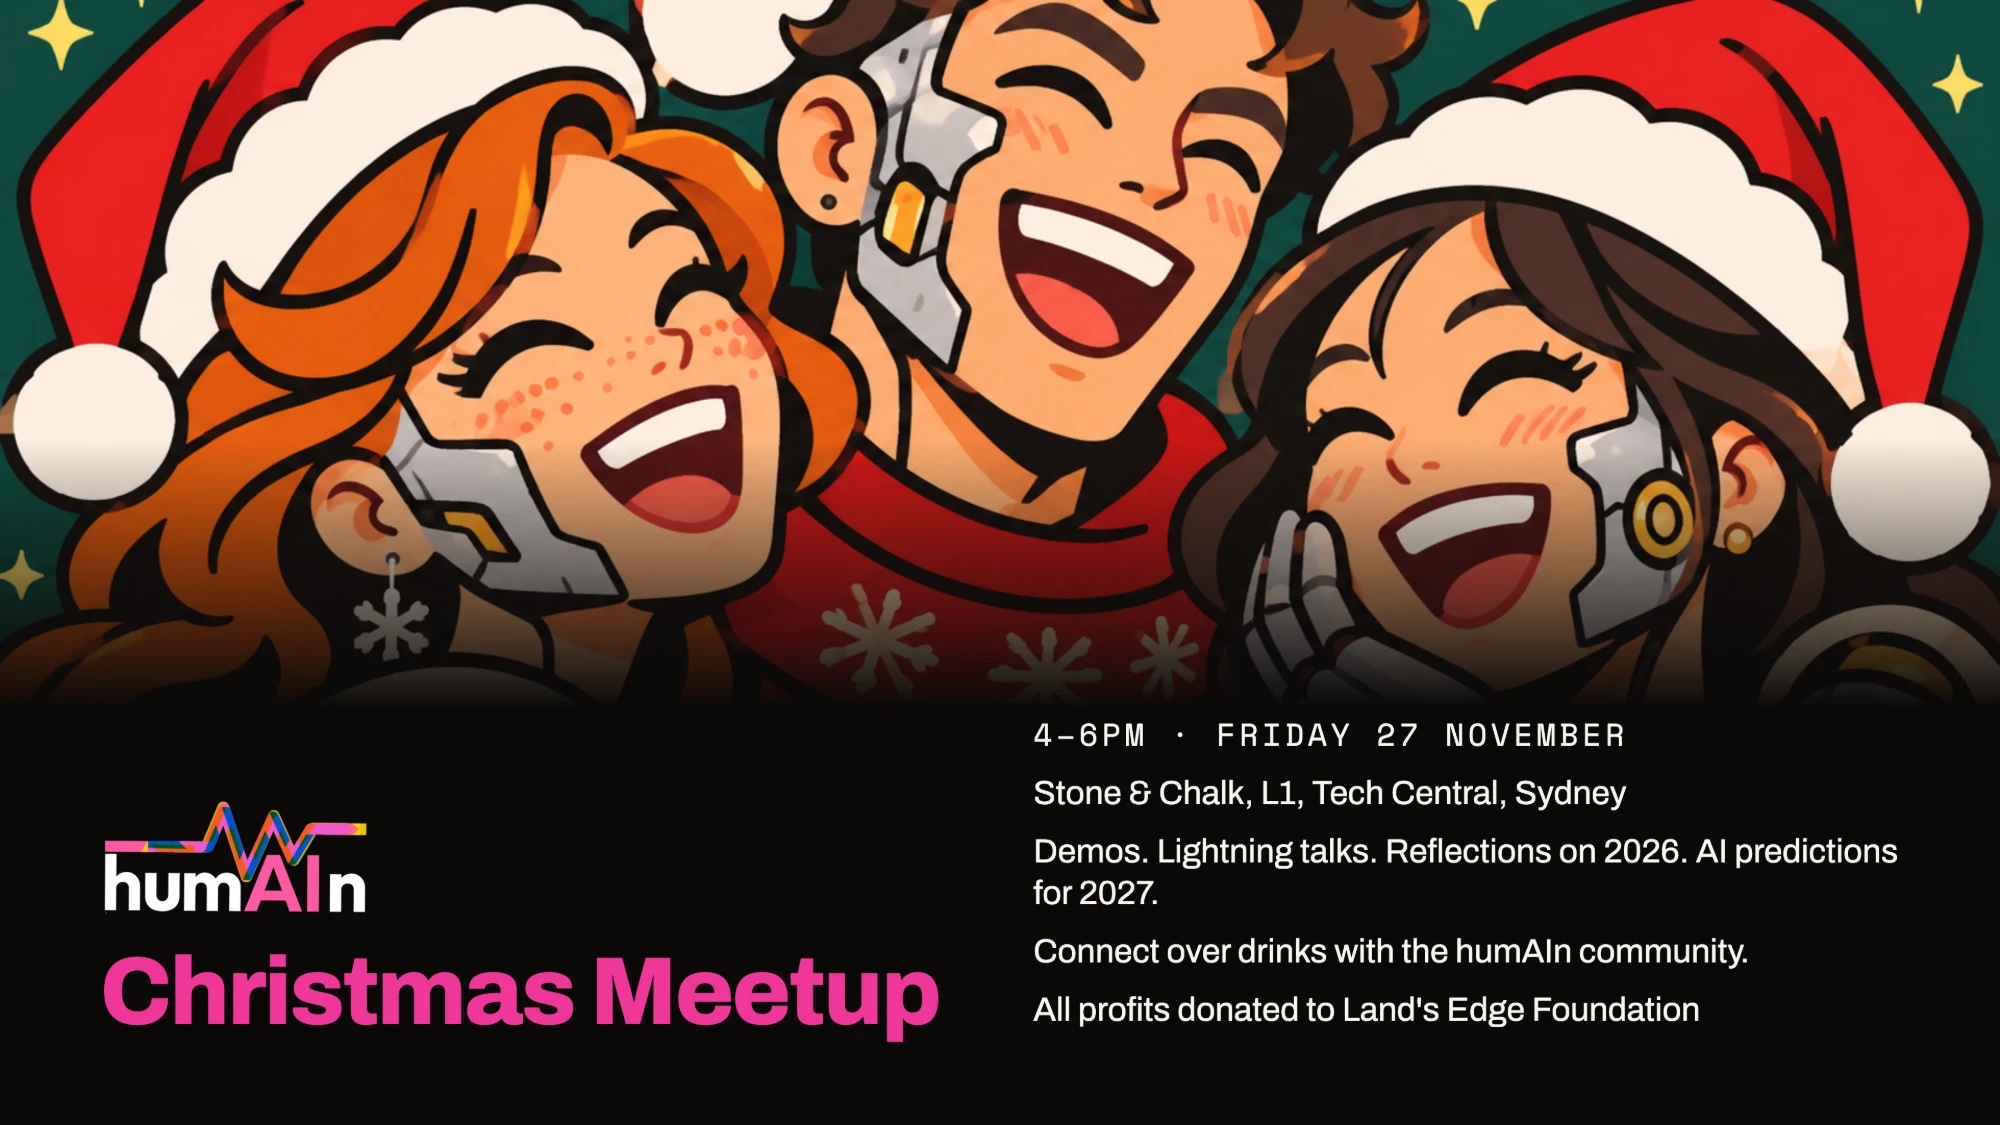 humAIn
Christmas Meetup
4–6PM · FRIDAY 27 NOVEMBER
Stone & Chalk, L1, Tech Central, Sydney
Demos. Lightning talks. Reflections on 2026. AI predictions
for 2027.
Connect over drinks with the humAIn community.
All profits donated to Land's Edge Foundation